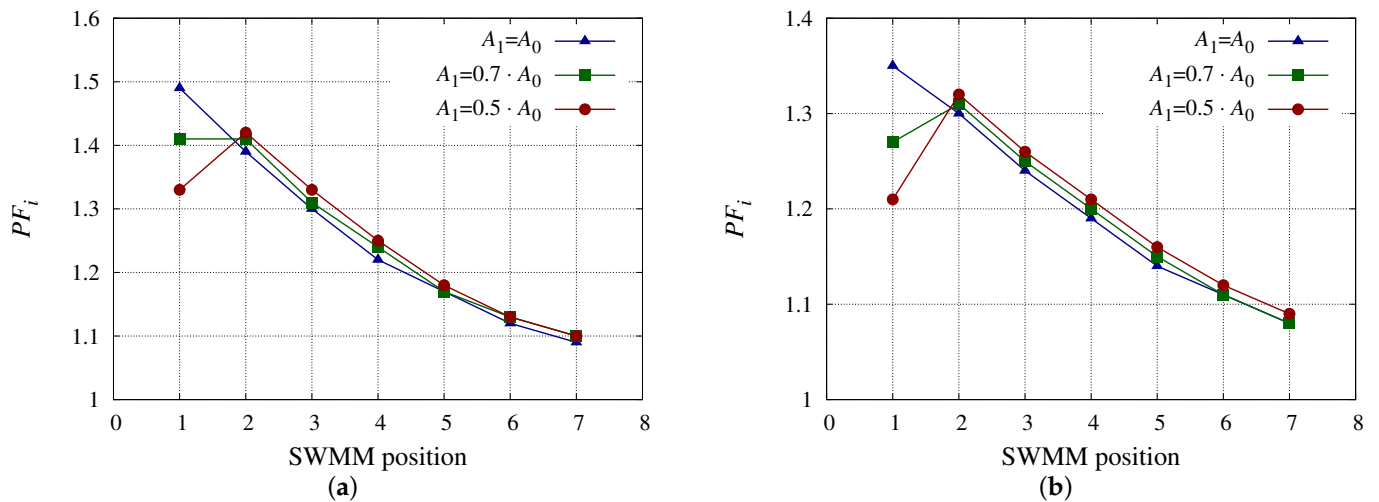 1.6
1.5
1.4
1.3
1.2
1.1
1
PF_i
A_1=A_0
A_1=0.7 · A_0
A_1=0.5 · A_0
0 1 2 3 4 5 6 7 8
SWMM position
(a)
1.4
1.3
1.2
1.1
1
PF_i
A_1=A_0
A_1=0.7 · A_0
A_1=0.5 · A_0
0 1 2 3 4 5 6 7 8
SWMM position
(b)